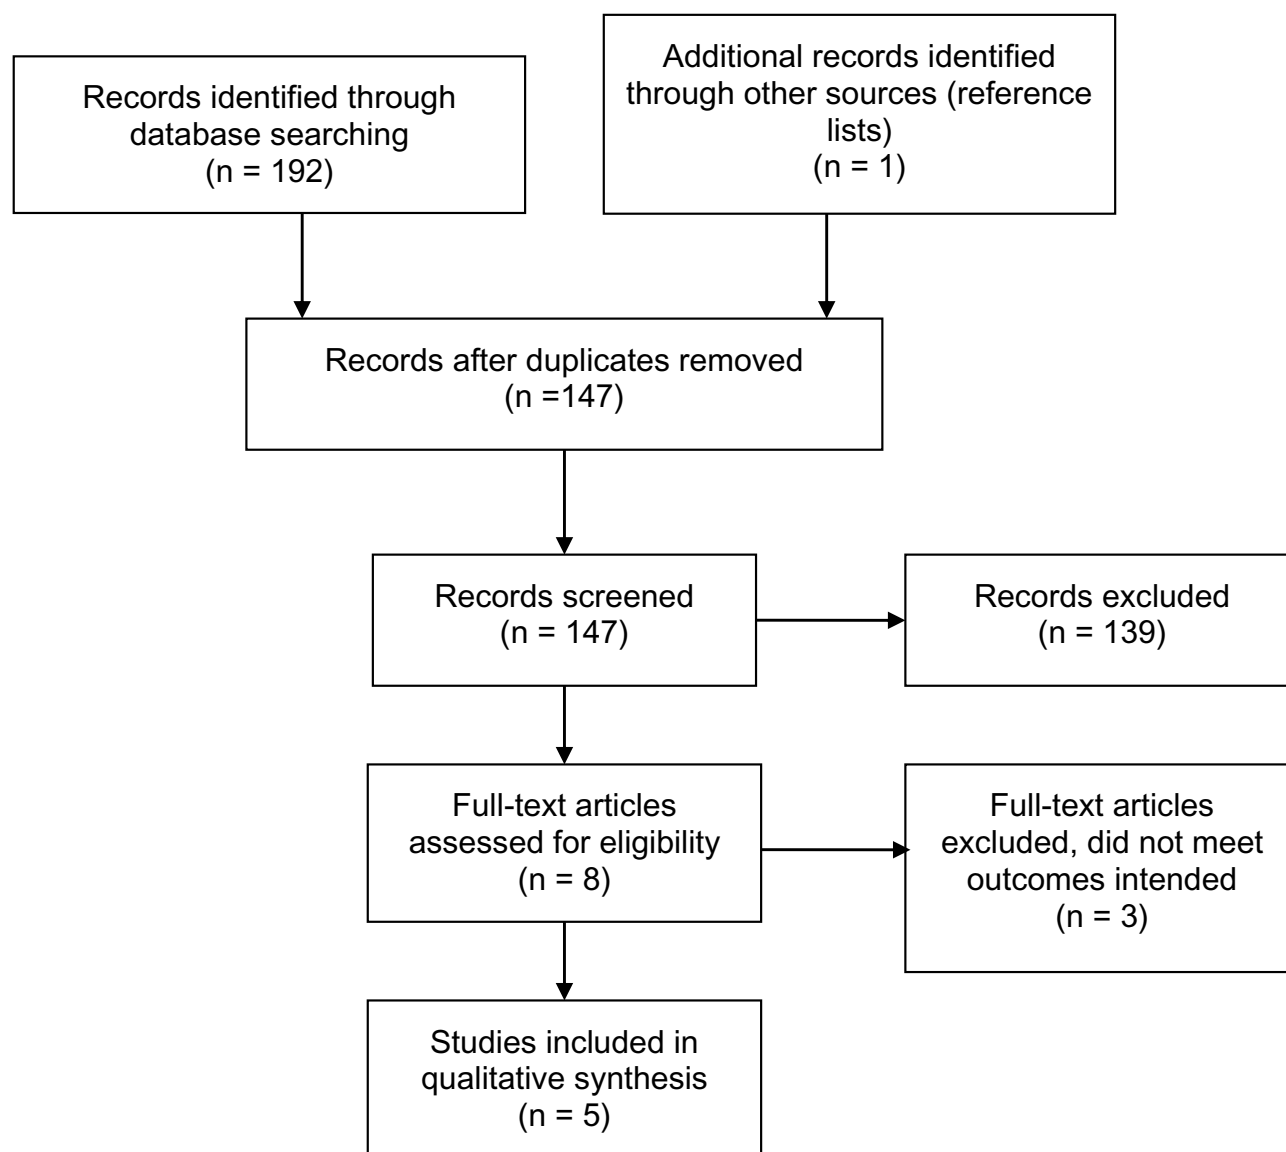 Records identified through
database searching
(n = 192)
Additional records identified
through other sources (reference
lists)
(n = 1)
Records after duplicates removed
(n =147)
Records screened
(n = 147)
Records excluded
(n = 139)
Full-text articles
assessed for eligibility
(n = 8)
Full-text articles
excluded, did not meet
outcomes intended
(n = 3)
Studies included in
qualitative synthesis
(n = 5)